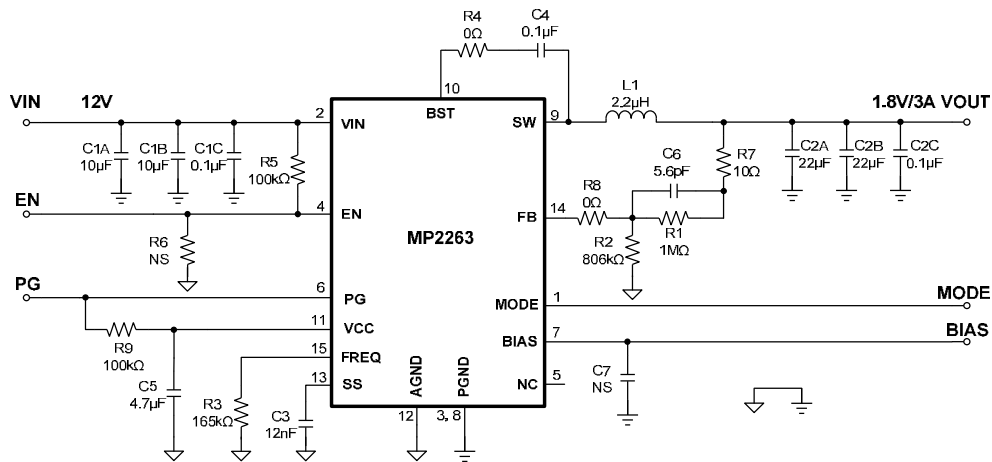 R4
0Ω
C4
0.1µF
10
BST
VIN
12V
2
VIN
SW
9
L1
2.2µH
1.8V/3A VOUT
C1A
10µF
C1B
10µF
C1C
0.1µF
R5
100kΩ
C6
5.6pF
R7
10Ω
C2A
22µF
C2B
22µF
C2C
0.1µF
EN
4
EN
FB
14
R8
0Ω
MP2263
R6
NS
R2
806kΩ
R1
1MΩ
PG
6
PG
MODE
1
MODE
R9
100kΩ
11
VCC
BIAS
7
BIAS
15
FREQ
C5
4.7µF
R3
165kΩ
13
SS
C3
12nF
AGND
PGND
NC
5
C7
NS
12
3, 8